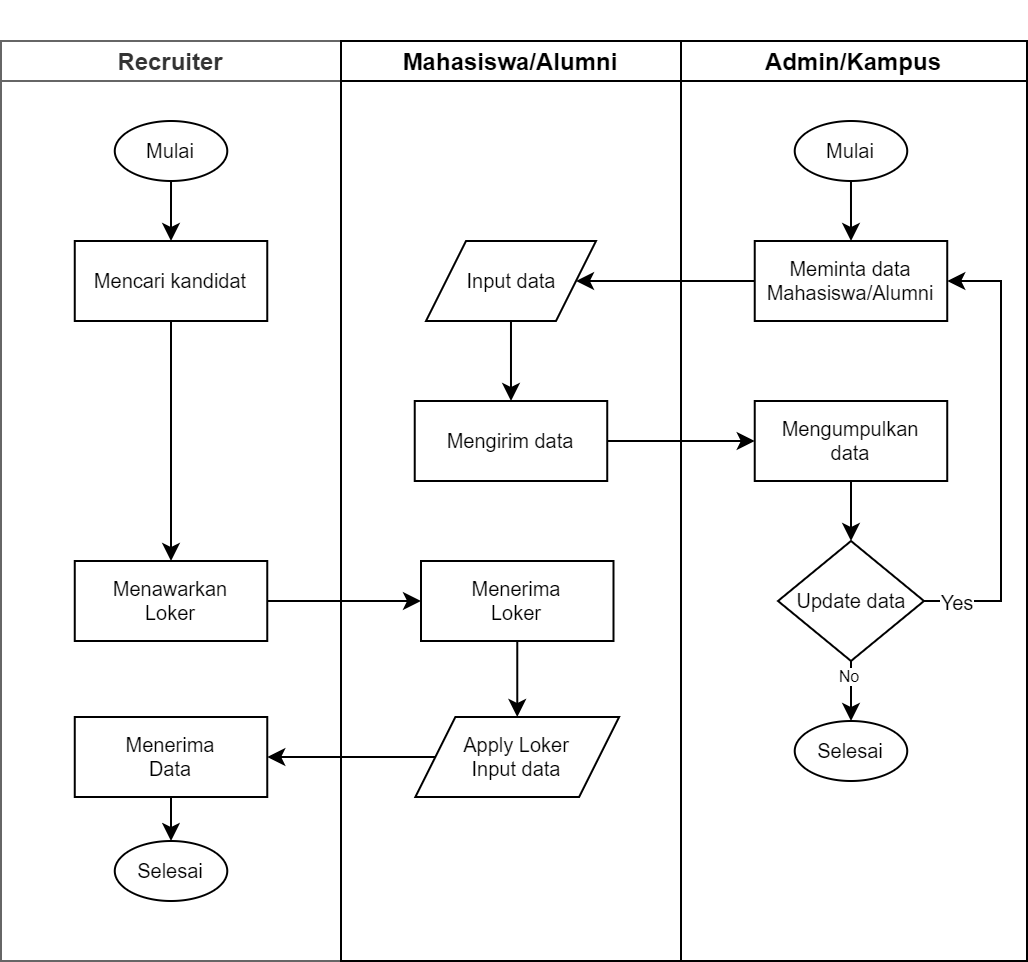 Recruiter
Mahasiswa/Alumni
Admin/Kampus
Mulai
Mulai
Mencari kandidat
Input data
Meminta data
Mahasiswa/Alumni
Mengirim data
Mengumpulkan
data
Menawarkan
Loker
Menerima
Loker
Update data
Yes
No
Menerima
Data
Apply Loker
Input data
Selesai
Selesai